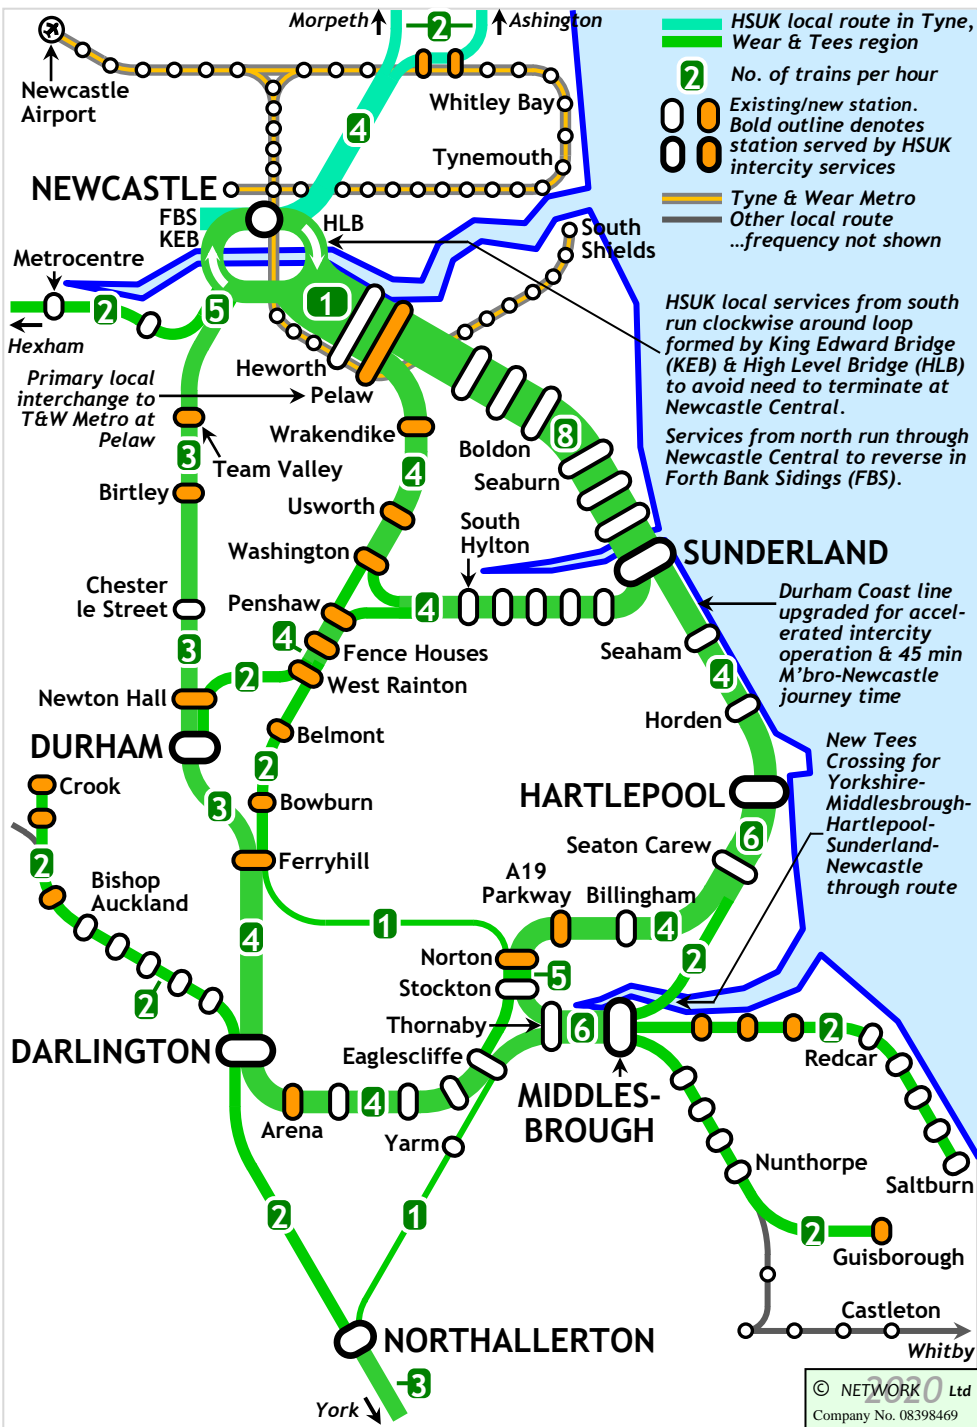 Morpeth
2
Ashington
HSUK local route in Tyne,
Wear & Tees region
2
No. of trains per hour
Existing/new station.
Bold outline denotes
station served by HSUK
intercity services
Tyne & Wear Metro
Other local route
...frequency not shown
Newcastle
Airport
Whitley Bay
4
Tynemouth
NEWCASTLE
FBS
KEB
HLB
South
Shields
Metrocentre
2
5
1
Hexham
Heworth
Pelaw
Primary local
interchange to
T&W Metro at
Pelaw
HSUK local services from south
run clockwise around loop
formed by King Edward Bridge
(KEB) & High Level Bridge (HLB)
to avoid need to terminate at
Newcastle Central.
Services from north run through
Newcastle Central to reverse in
Forth Bank Sidings (FBS).
Wrakendike
8
Boldon
3
Team Valley
4
Seaburn
Birtley
Usworth
South
Hylton
Washington
SUNDERLAND
Chester
le Street
Penshaw
4
4
Durham Coast line
upgraded for accel-
erated intercity
operation & 45 min
M'bro-Newcastle
journey time
3
Fence Houses
Seaham
2
West Rainton
4
Newton Hall
Horden
DURHAM
Belmont
New Tees
Crossing for
Yorkshire-
Middlesbrough-
Hartlepool-
Sunderland-
Newcastle
through route
2
Crook
3
Bowburn
HARTLEPOOL
2
Ferryhill
6
Seaton Carew
A19
Parkway
Billingham
Bishop
Auckland
1
4
4
2
Norton
5
Stockton
2
Thornaby
6
2
DARLINGTON
Eaglescliffe
Redcar
MIDDLES-
BROUGH
Arena
4
Yarm
Nunthorpe
Saltburn
2
1
2
Guisborough
Castleton
NORTHALLERTON
Whitby
3
York
© NETWORK 2020 Ltd
Company No. 08398469